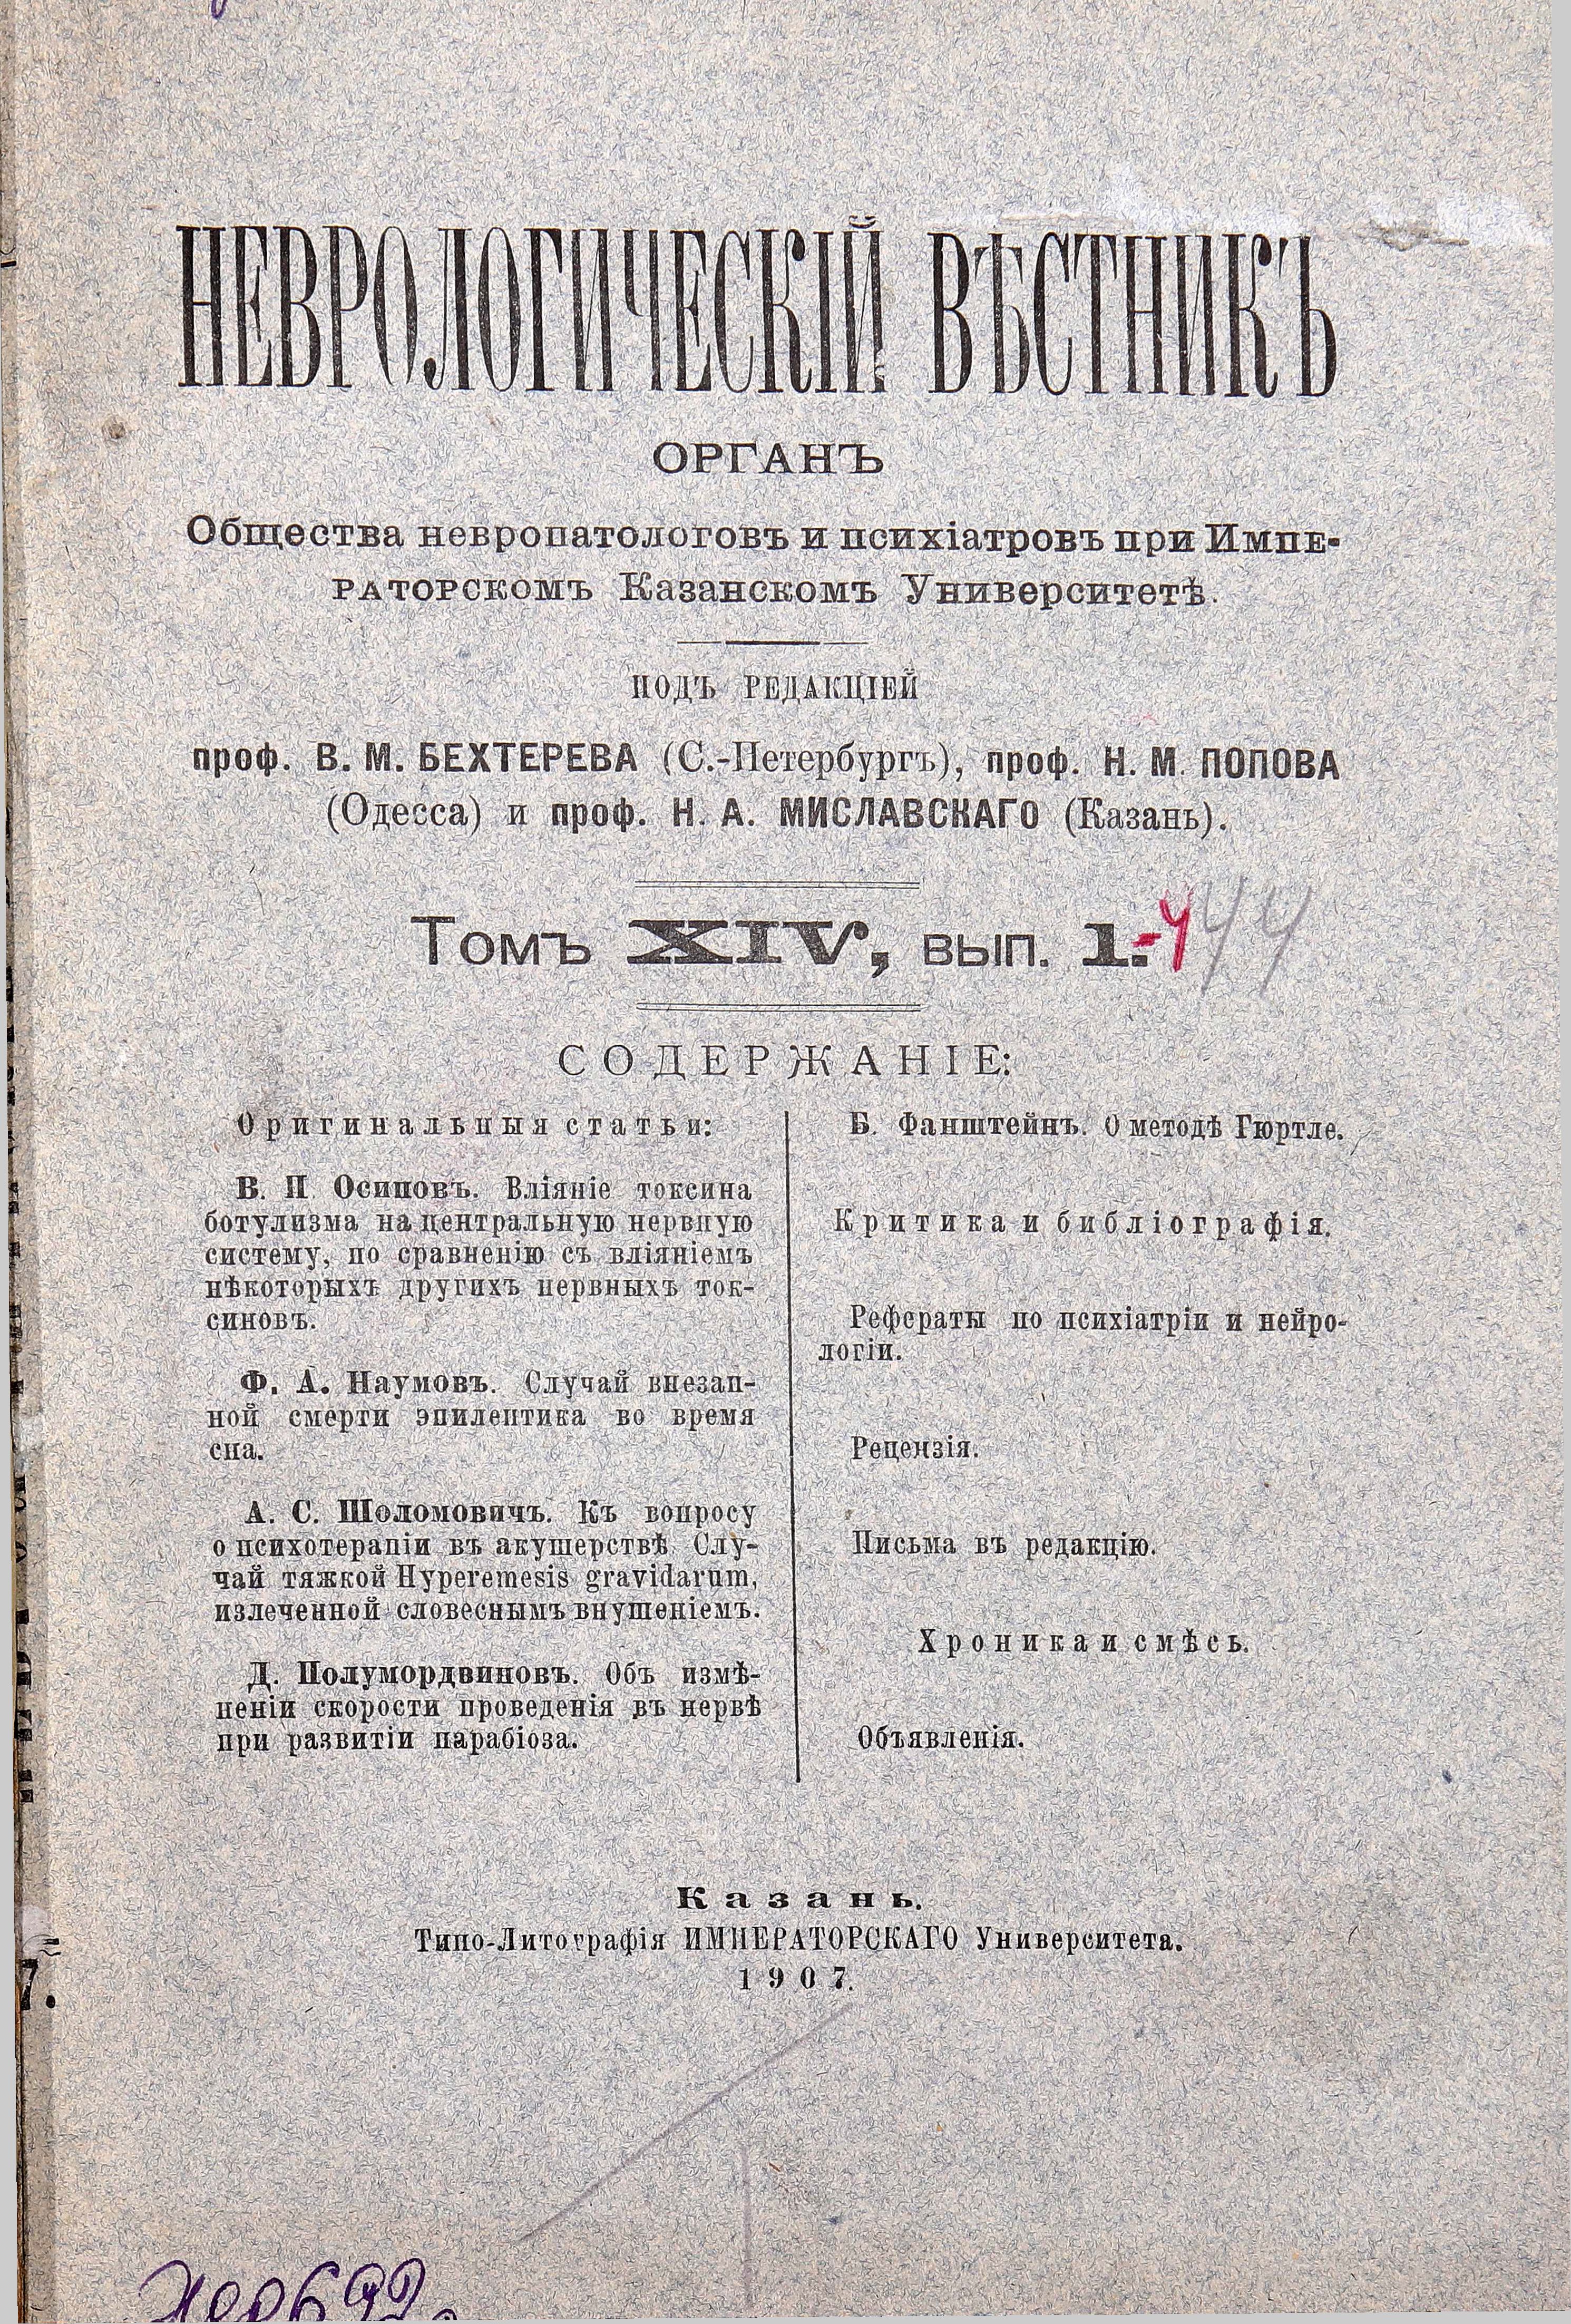 НЕВРОЛОГИЧЕСКІЙ ВѢСТНИКЪ
ОРГАНЪ
Общества невропатологовъ и психіатровъ при Импе-
раторскомъ Казанскомъ Университетѣ.
ПОДЪ РЕДАКЦІЕЙ
проф. В. М. БЕХТЕРЕВА (С.-Петербургъ), проф. Н. М. ПОПОВА
(Одесса) и проф. Н. А. МИСЛАВСКАГО (Казань).
Томъ XIV, вып. 1.-4 4 4
СОДЕРЖАНІЕ:
Оригинальныя статьи:
В. П Осиповъ. Вліяніе токсина
ботулизма на центральную нервную
систему, по сравненію съ вліяніемъ
нѣкоторыхъ другихъ нервныхъ ток-
синовъ.
Ф. А. Наумовъ. Случай внезап-
ной смерти эпилептика во время
сна.
А. С. Шоломовичъ. Къ вопросу
о психотерапіи въ акушерствѣ. Слу-
чай тяжкой Hyperemesis gravidarum,
излеченной словеснымъ внушеніемъ.
Д. Полумордвиновъ. Объ измѣ-
неніи скорости проведенія въ нервѣ
при развитіи парабіоза.
Б. Фанштейнъ. О методѣ Гюртле.
Критика и библіографія.
Рефераты по психіатріи и нейро-
логіи.
Рецензія.
Письма въ редакцію.
Хроника и смѣсь.
Объявленія.
Казань.
Типо-Литографія ИМПЕРАТОРСКАГО Университета.
1907.
7.